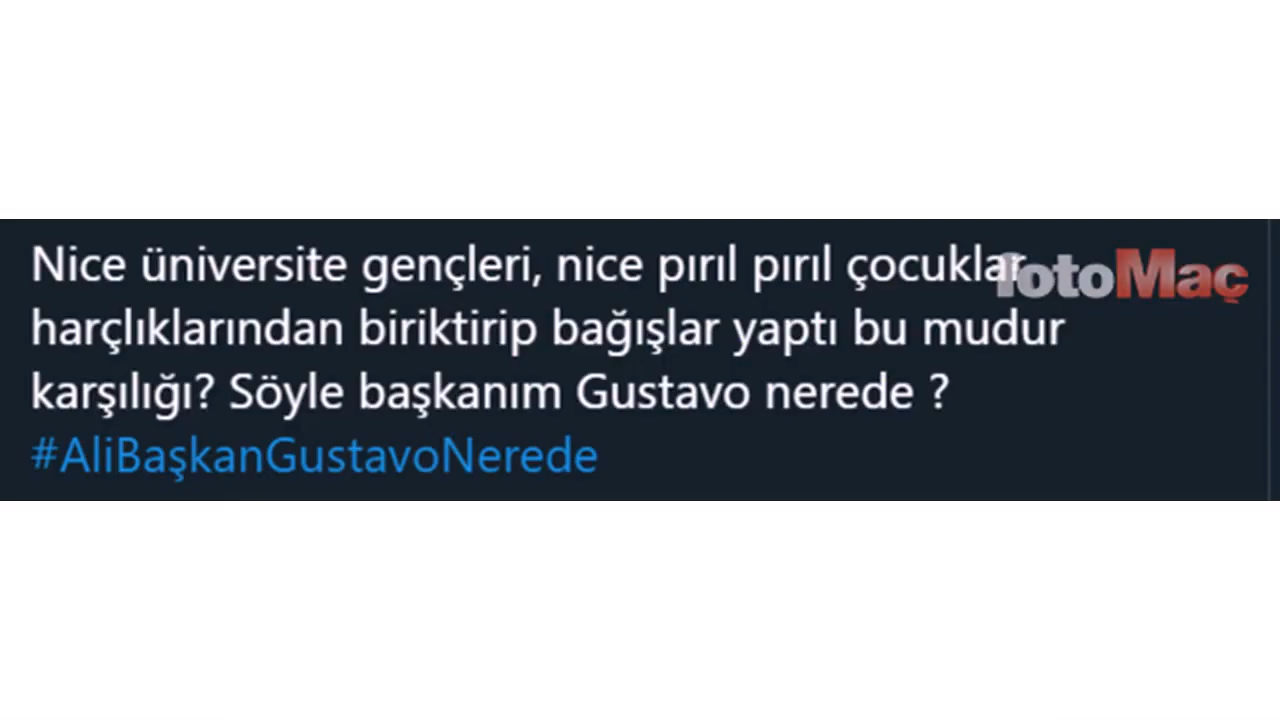 Nice üniversite gençleri, nice pırıl pırıl çocuklar
harçlıklarından biriktirip bağışlar yaptı bu mudur
karşılığı? Söyle başkanım Gustavo nerede ?
#AliBaşkanGustavoNerede
fotoMaç